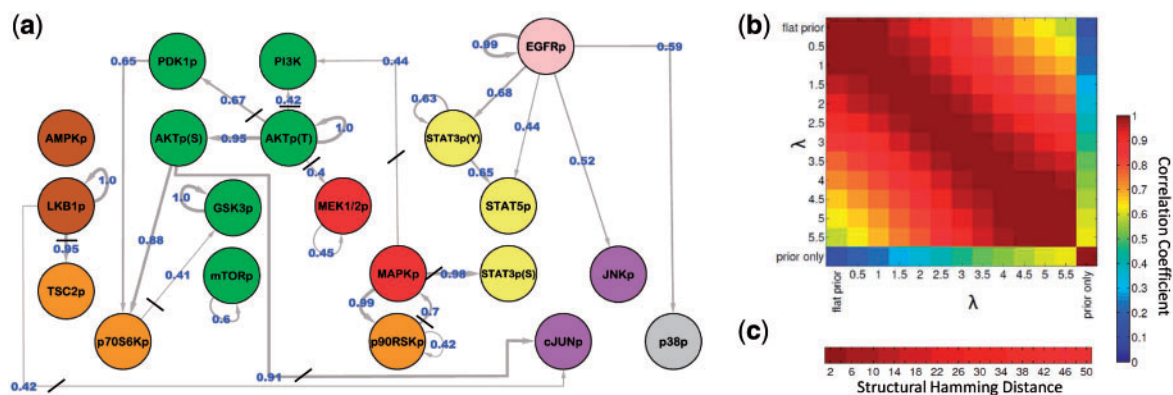 (a)
EGFRp
0.99
0.59
PDK1p
PI3K
0.65
0.44
0.67
0.42
0.68
0.63
AMPKp
AKTp(S)
0.95
AKTp(T)
1.0
STAT3p(Y)
0.44
0.52
0.4
0.65
LKB1p
1.0
1.0
GSK3p
MEK1/2p
STAT5p
0.95
0.88
0.45
0.41
mTORp
MAPKp
0.98
STAT3p(S)
JNKp
TSC2p
0.6
0.99
0.7
p70S6Kp
p90RSKp
0.42
cJUNp
p38p
0.42
0.91
(b)
flat prior
0.5
1
1.5
2
2.5
3
3.5
4
4.5
5
5.5
prior only
λ
flat prior
0.5
1
1.5
2
2.5
3
3.5
4
4.5
5
5.5
prior only
λ
1
0.9
0.8
0.7
0.6
0.5
0.4
0.3
0.2
0.1
0
Correlation Coefficient
(c)
2 6 10 14 18 22 26 30 34 38 42 46 50
Structural Hamming Distance